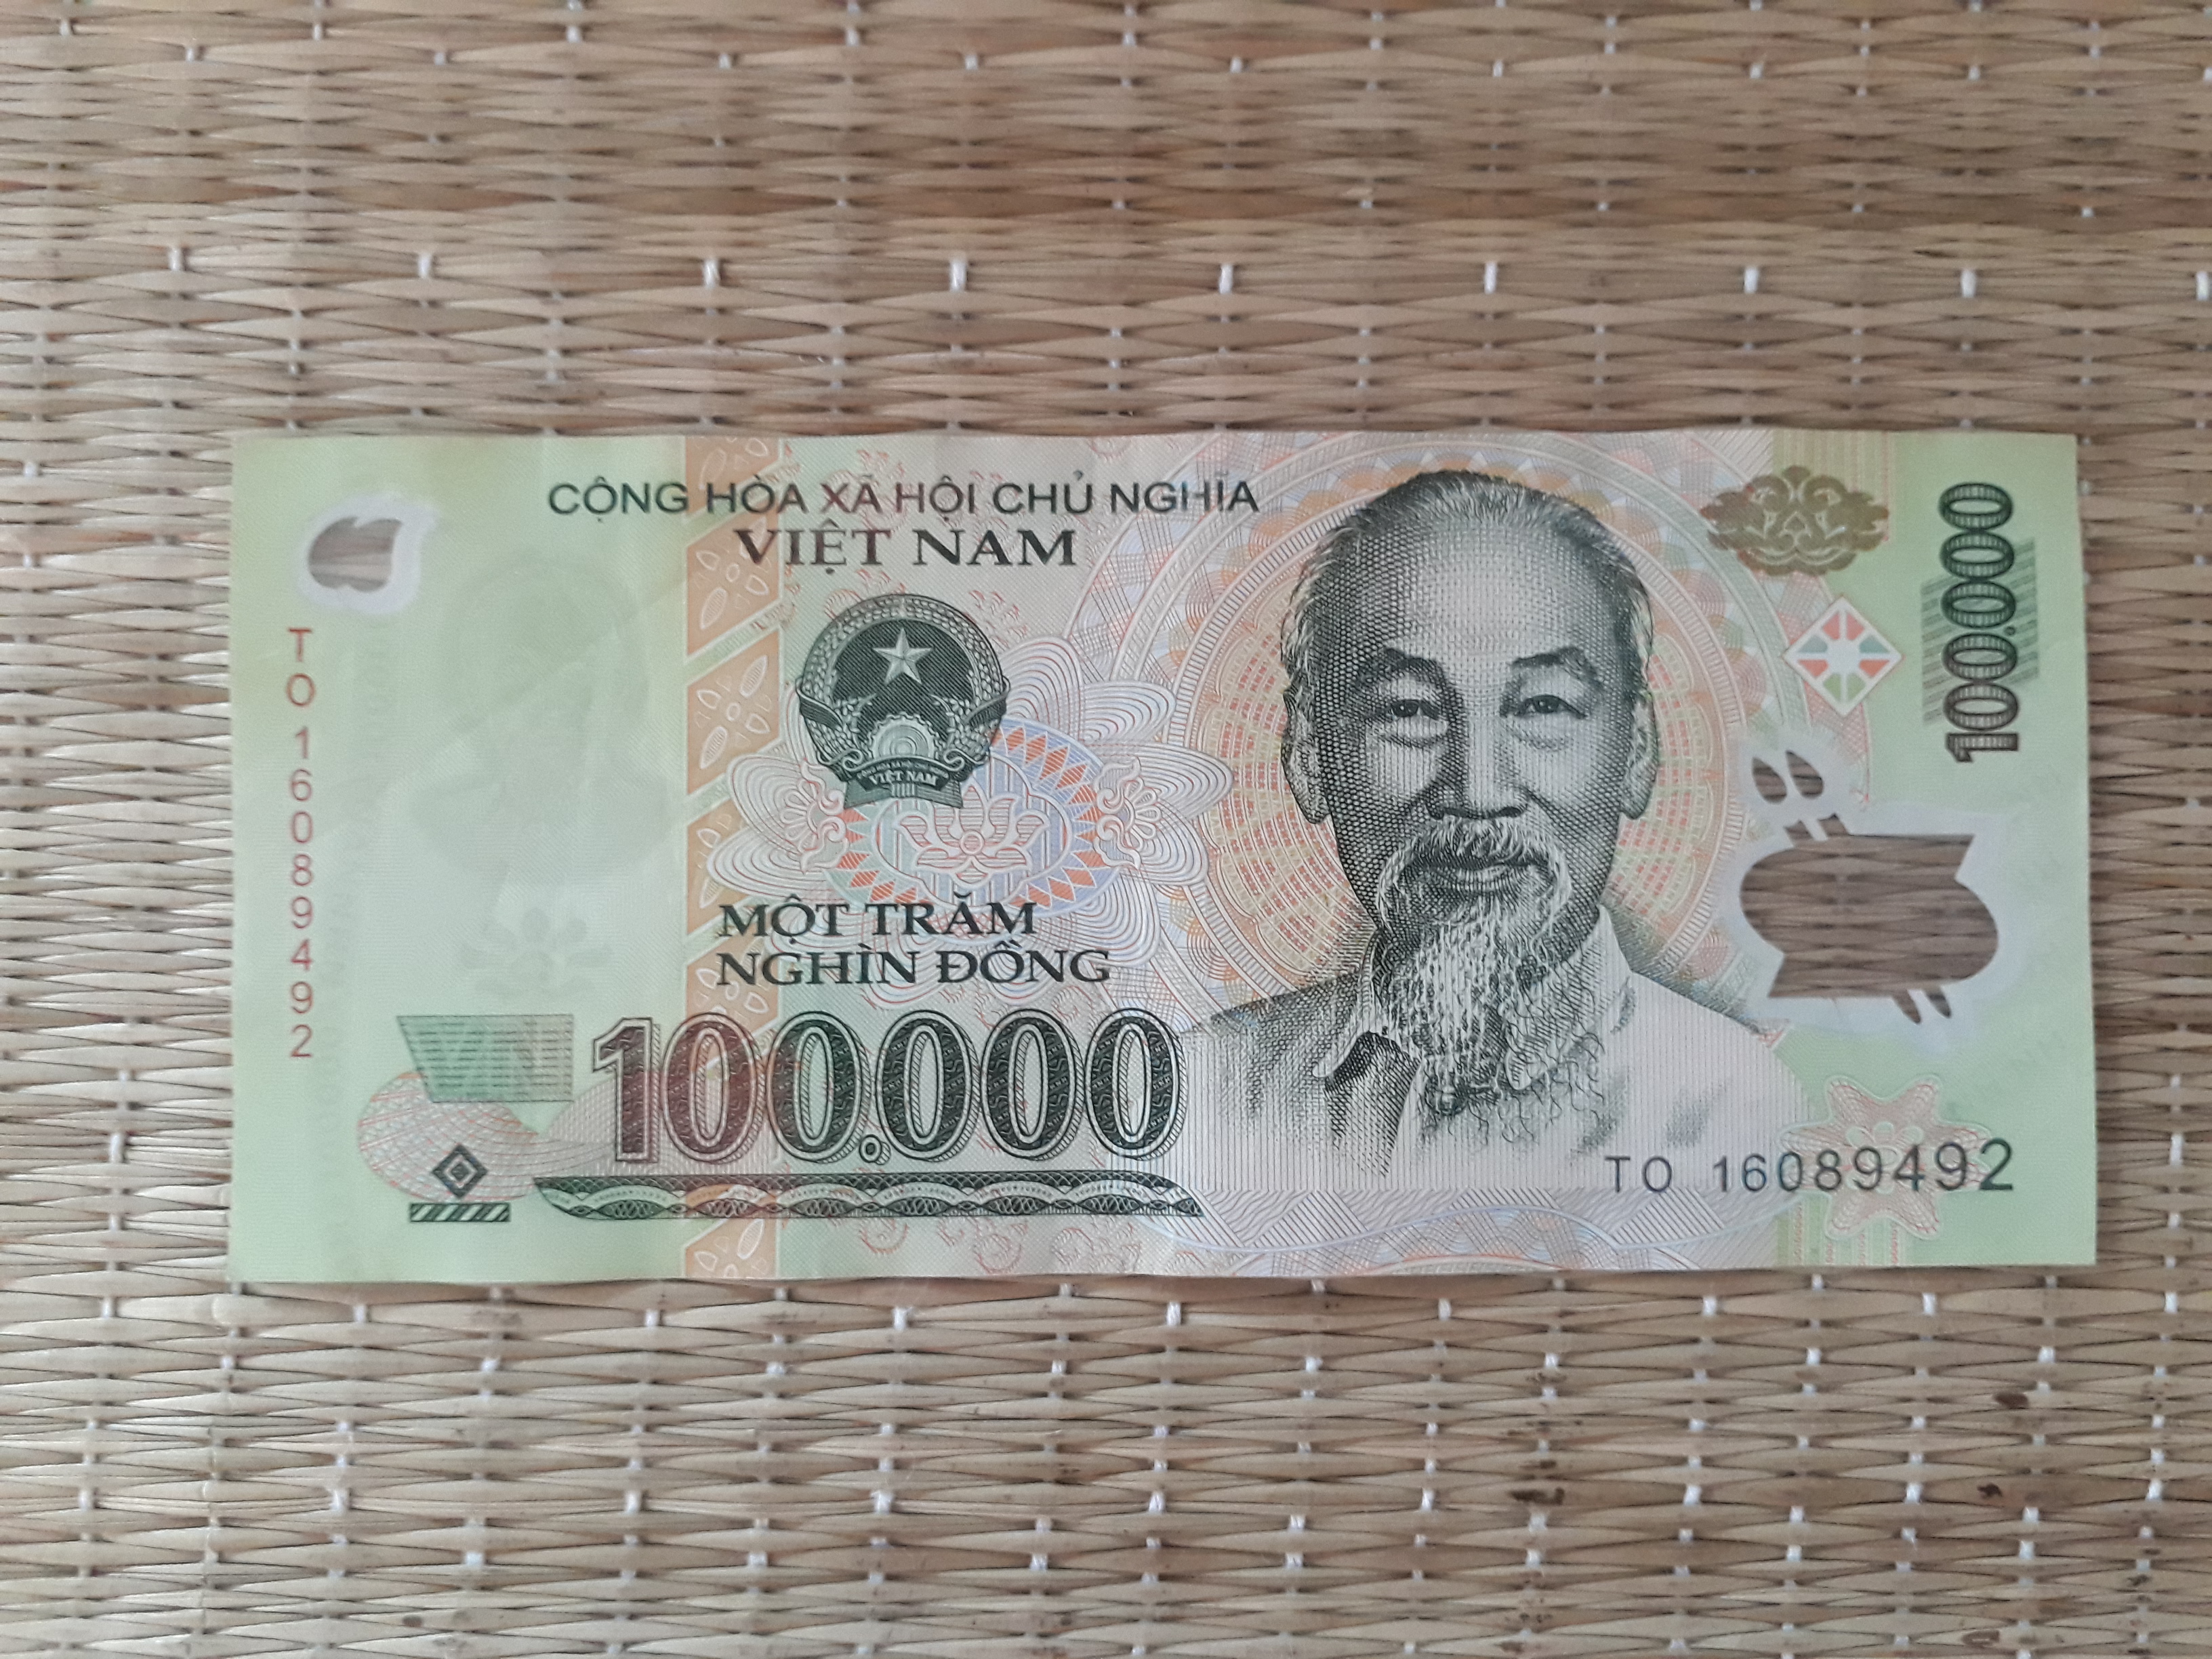 CỘNG HÒA XÃ HỘI CHỦ NGHĨA
VIỆT NAM
100.000
TO 16089492
VIỆT NAM
MỘT TRĂM
NGHÌN ĐỒNG
100.000
TO 16089492